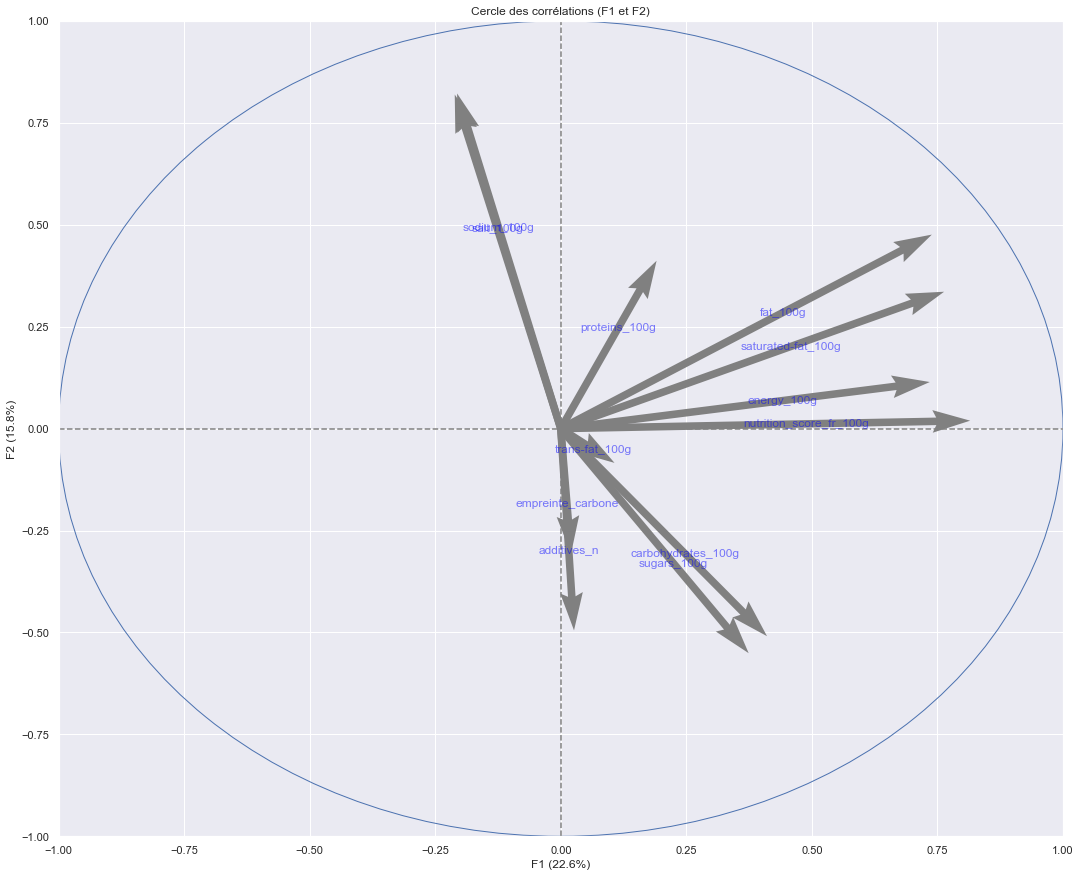 Cercle des corrélations (F1 et F2)
1.00
0.75
0.50
0.25
0.00
−0.25
−0.50
−0.75
−1.00
F2 (15.8%)
sodium_100g
salt_100g
proteins_100g
fat_100g
saturated-fat_100g
energy_100g
nutrition_score_fr_100g
trans-fat_100g
empreinte_carbone
additives_n
carbohydrates_100g
sugars_100g
−1.00 −0.75 −0.50 −0.25 0.00 0.25 0.50 0.75 1.00
F1 (22.6%)